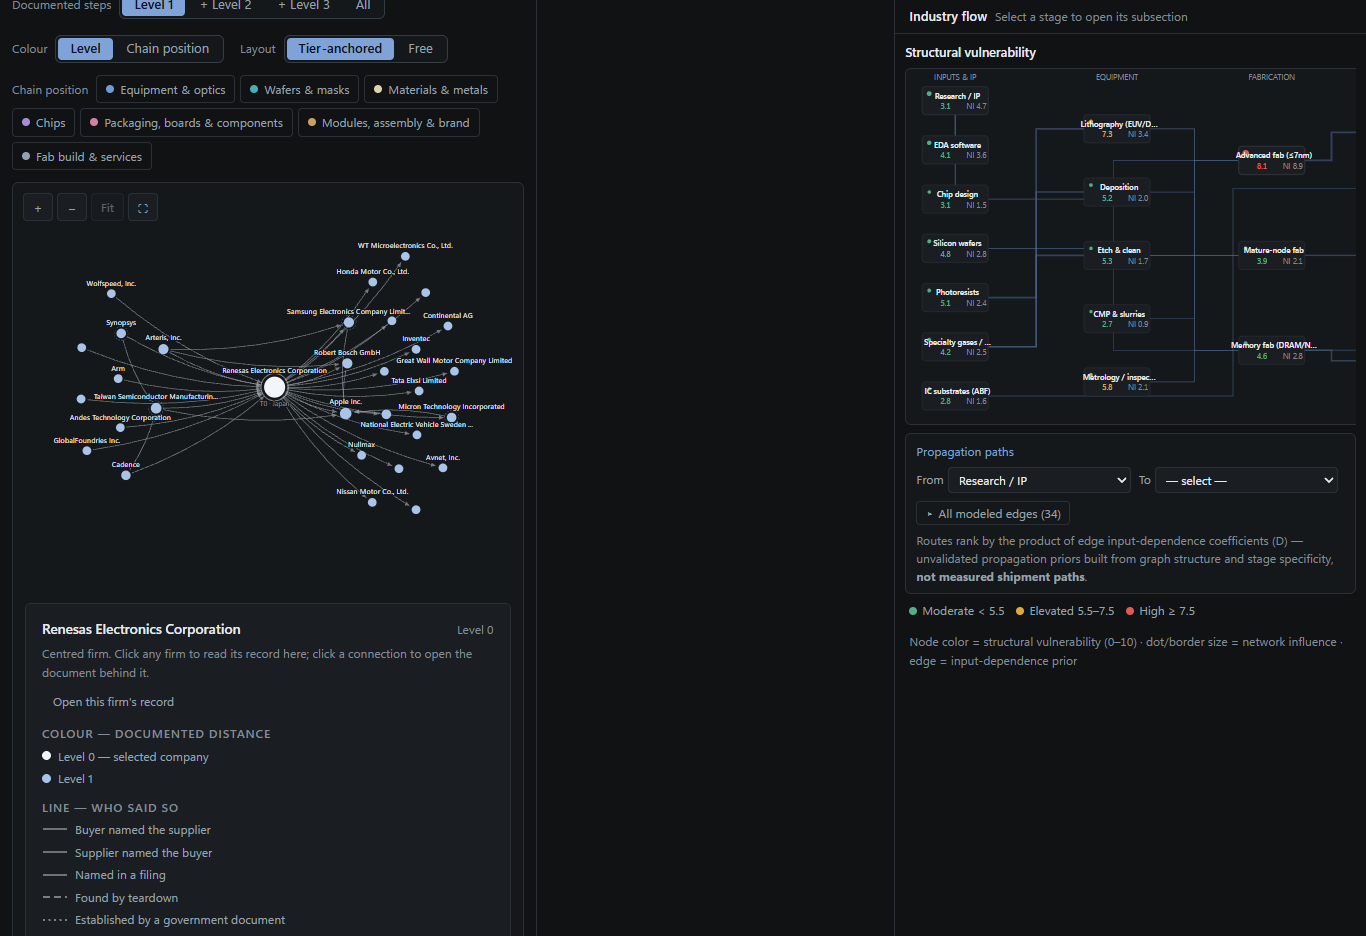 Documented steps Level 1 + Level 2 + Level 3 All
Colour Level Chain position Layout Tier-anchored Free
Chain position Equipment & optics Wafers & masks Materials & metals
Chips Packaging, boards & components Modules, assembly & brand
Fab build & services
+ – Fit
WT Microelectronics Co., Ltd.
Honda Motor Co., Ltd.
Wolfspeed, Inc.
Samsung Electronics Company Limit...
Continental AG
Synopsys
Arteris, Inc.
Inventec
Robert Bosch GmbH
Great Wall Motor Company Limited
Arm
Renesas Electronics Corporation
Tata Elxsi Limited
Taiwan Semiconductor Manufacturin...
Apple Inc.
Micron Technology Incorporated
Andes Technology Corporation
National Electric Vehicle Sweden ...
GlobalFoundries Inc.
Nullmax
Cadence
Avnet, Inc.
Nissan Motor Co., Ltd.
Renesas Electronics Corporation Level 0
Centred firm. Click any firm to read its record here; click a connection to open the
document behind it.
Open this firm's record
COLOUR — DOCUMENTED DISTANCE
Level 0 — selected company
Level 1
LINE — WHO SAID SO
Buyer named the supplier
Supplier named the buyer
Named in a filing
Found by teardown
Established by a government document
Industry flow Select a stage to open its subsection
Structural vulnerability
INPUTS & IP EQUIPMENT FABRICATION
Research / IP
3.1 NI 4.7
EDA software
4.1 NI 3.6
Chip design
3.1 NI 1.5
Silicon wafers
4.8 NI 2.8
Photoresists
5.1 NI 2.4
Specialty gases / ...
4.2 NI 2.5
IC substrates (ABF)
2.8 NI 1.6
Lithography (EUV/D...
7.3 NI 3.4
Deposition
5.2 NI 2.0
Etch & clean
5.3 NI 1.7
CMP & slurries
2.7 NI 0.9
Metrology / inspec...
5.8 NI 2.1
Advanced fab (≤7nm)
8.1 NI 8.9
Mature-node fab
3.9 NI 2.1
Memory fab (DRAM/N...
4.6 NI 2.8
Propagation paths
From Research / IP To — select —
▸ All modeled edges (34)
Routes rank by the product of edge input-dependence coefficients (D) —
unvalidated propagation priors built from graph structure and stage specificity,
not measured shipment paths.
Moderate < 5.5 Elevated 5.5–7.5 High ≥ 7.5
Node color = structural vulnerability (0–10) · dot/border size = network influence ·
edge = input-dependence prior